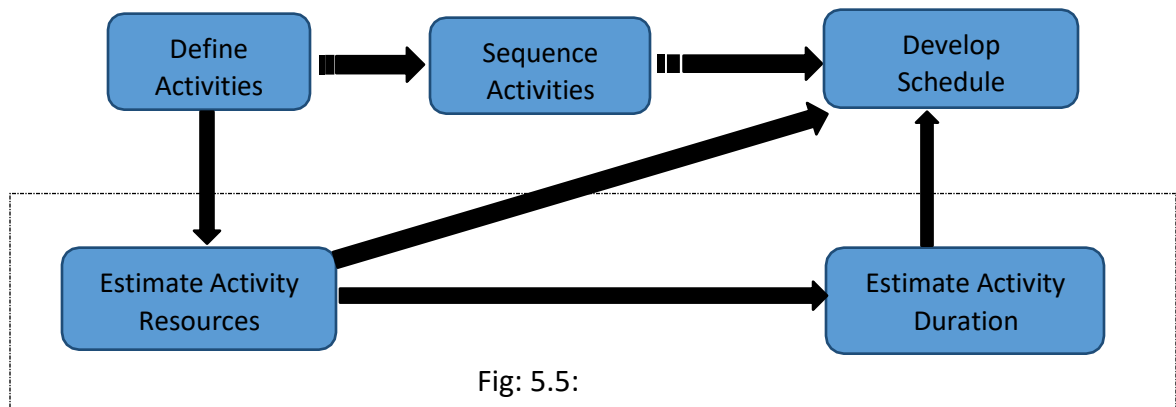 Define
Activities
Sequence
Activities
Develop
Schedule
Estimate Activity
Resources
Estimate Activity
Duration
Fig: 5.5: